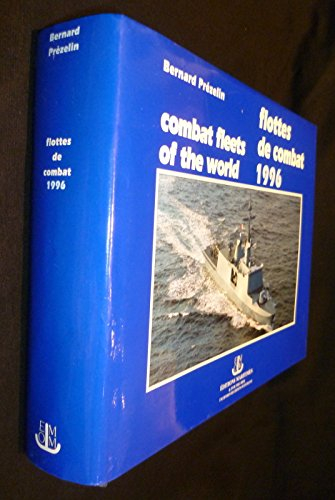 Bernard
Prézelin
flottes
de
combat
1996
E M
O M
Bernard Prézelin
combat fleets
of the world
flottes
de combat
1996